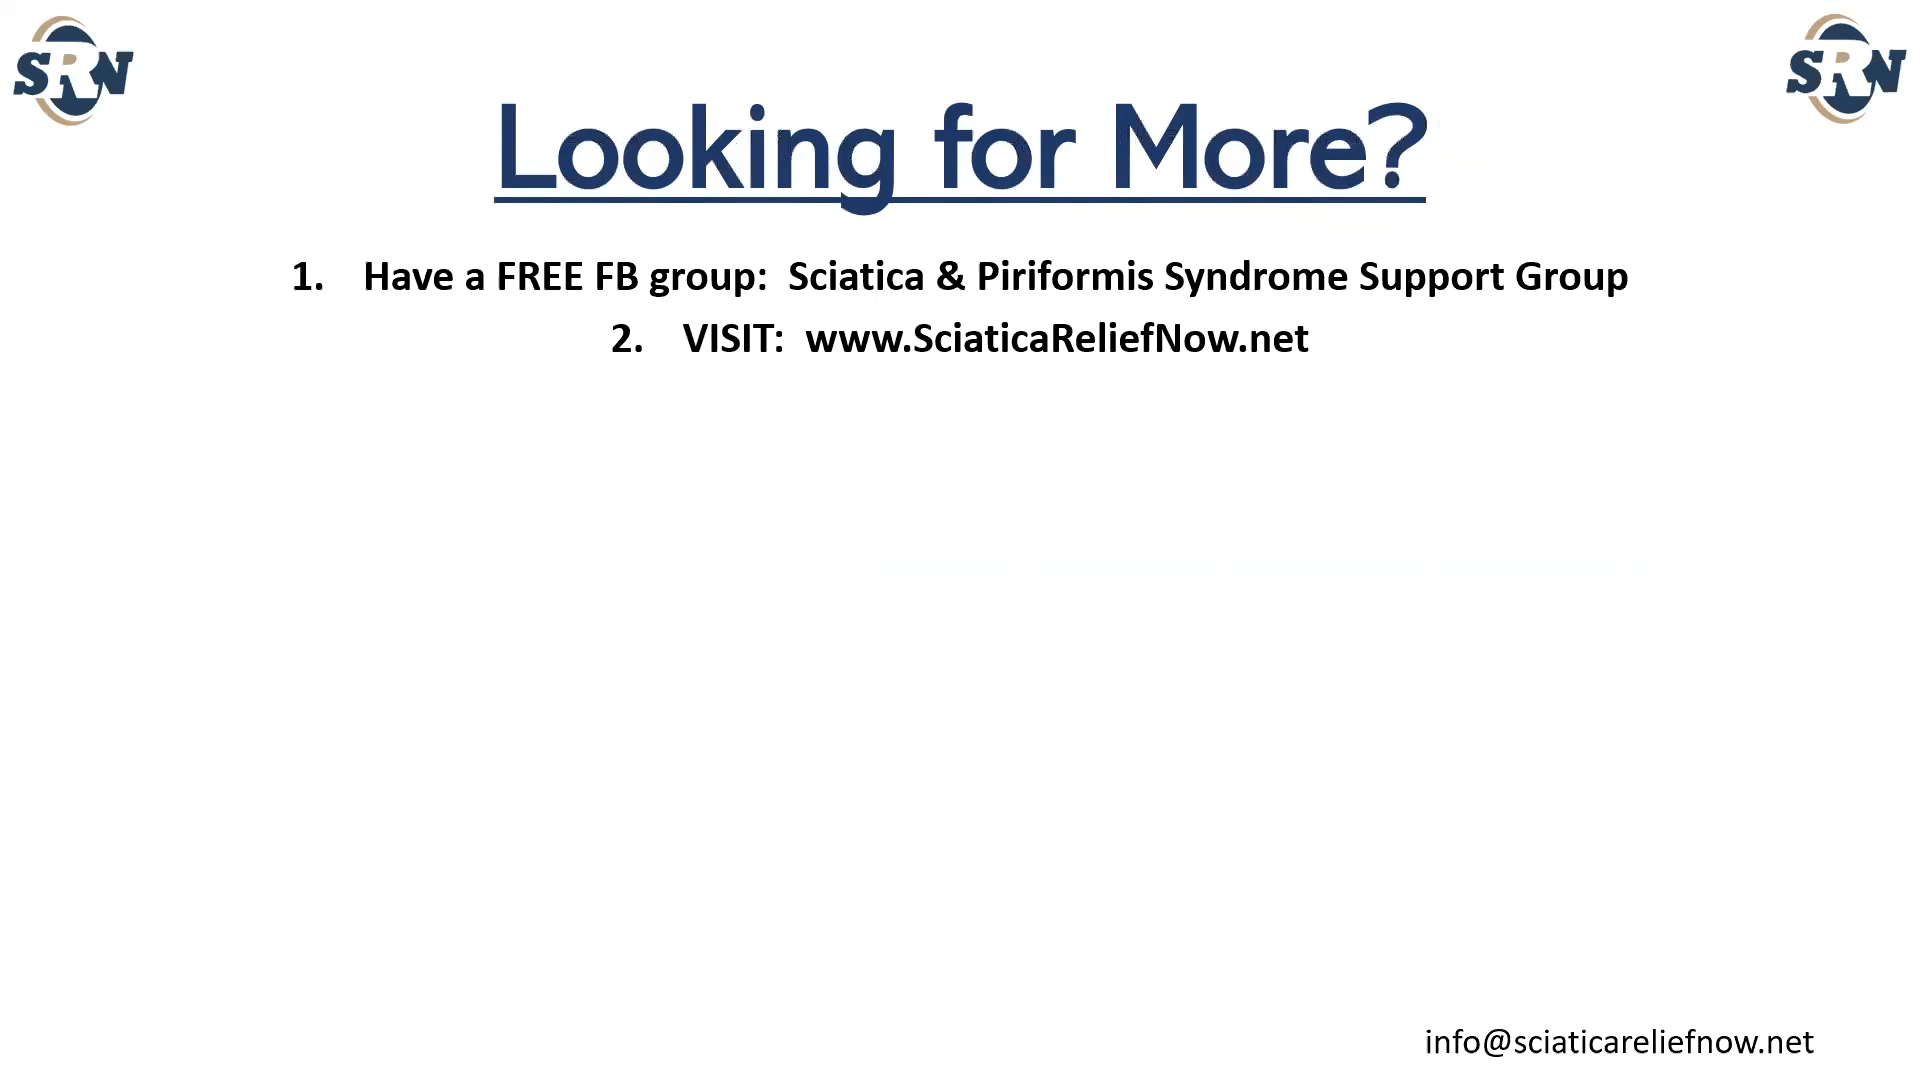 SRN
SRN
Looking for More?
1. Have a FREE FB group: Sciatica & Piriformis Syndrome Support Group
2. VISIT: www.SciaticaReliefNow.net
info@sciaticareliefnow.net